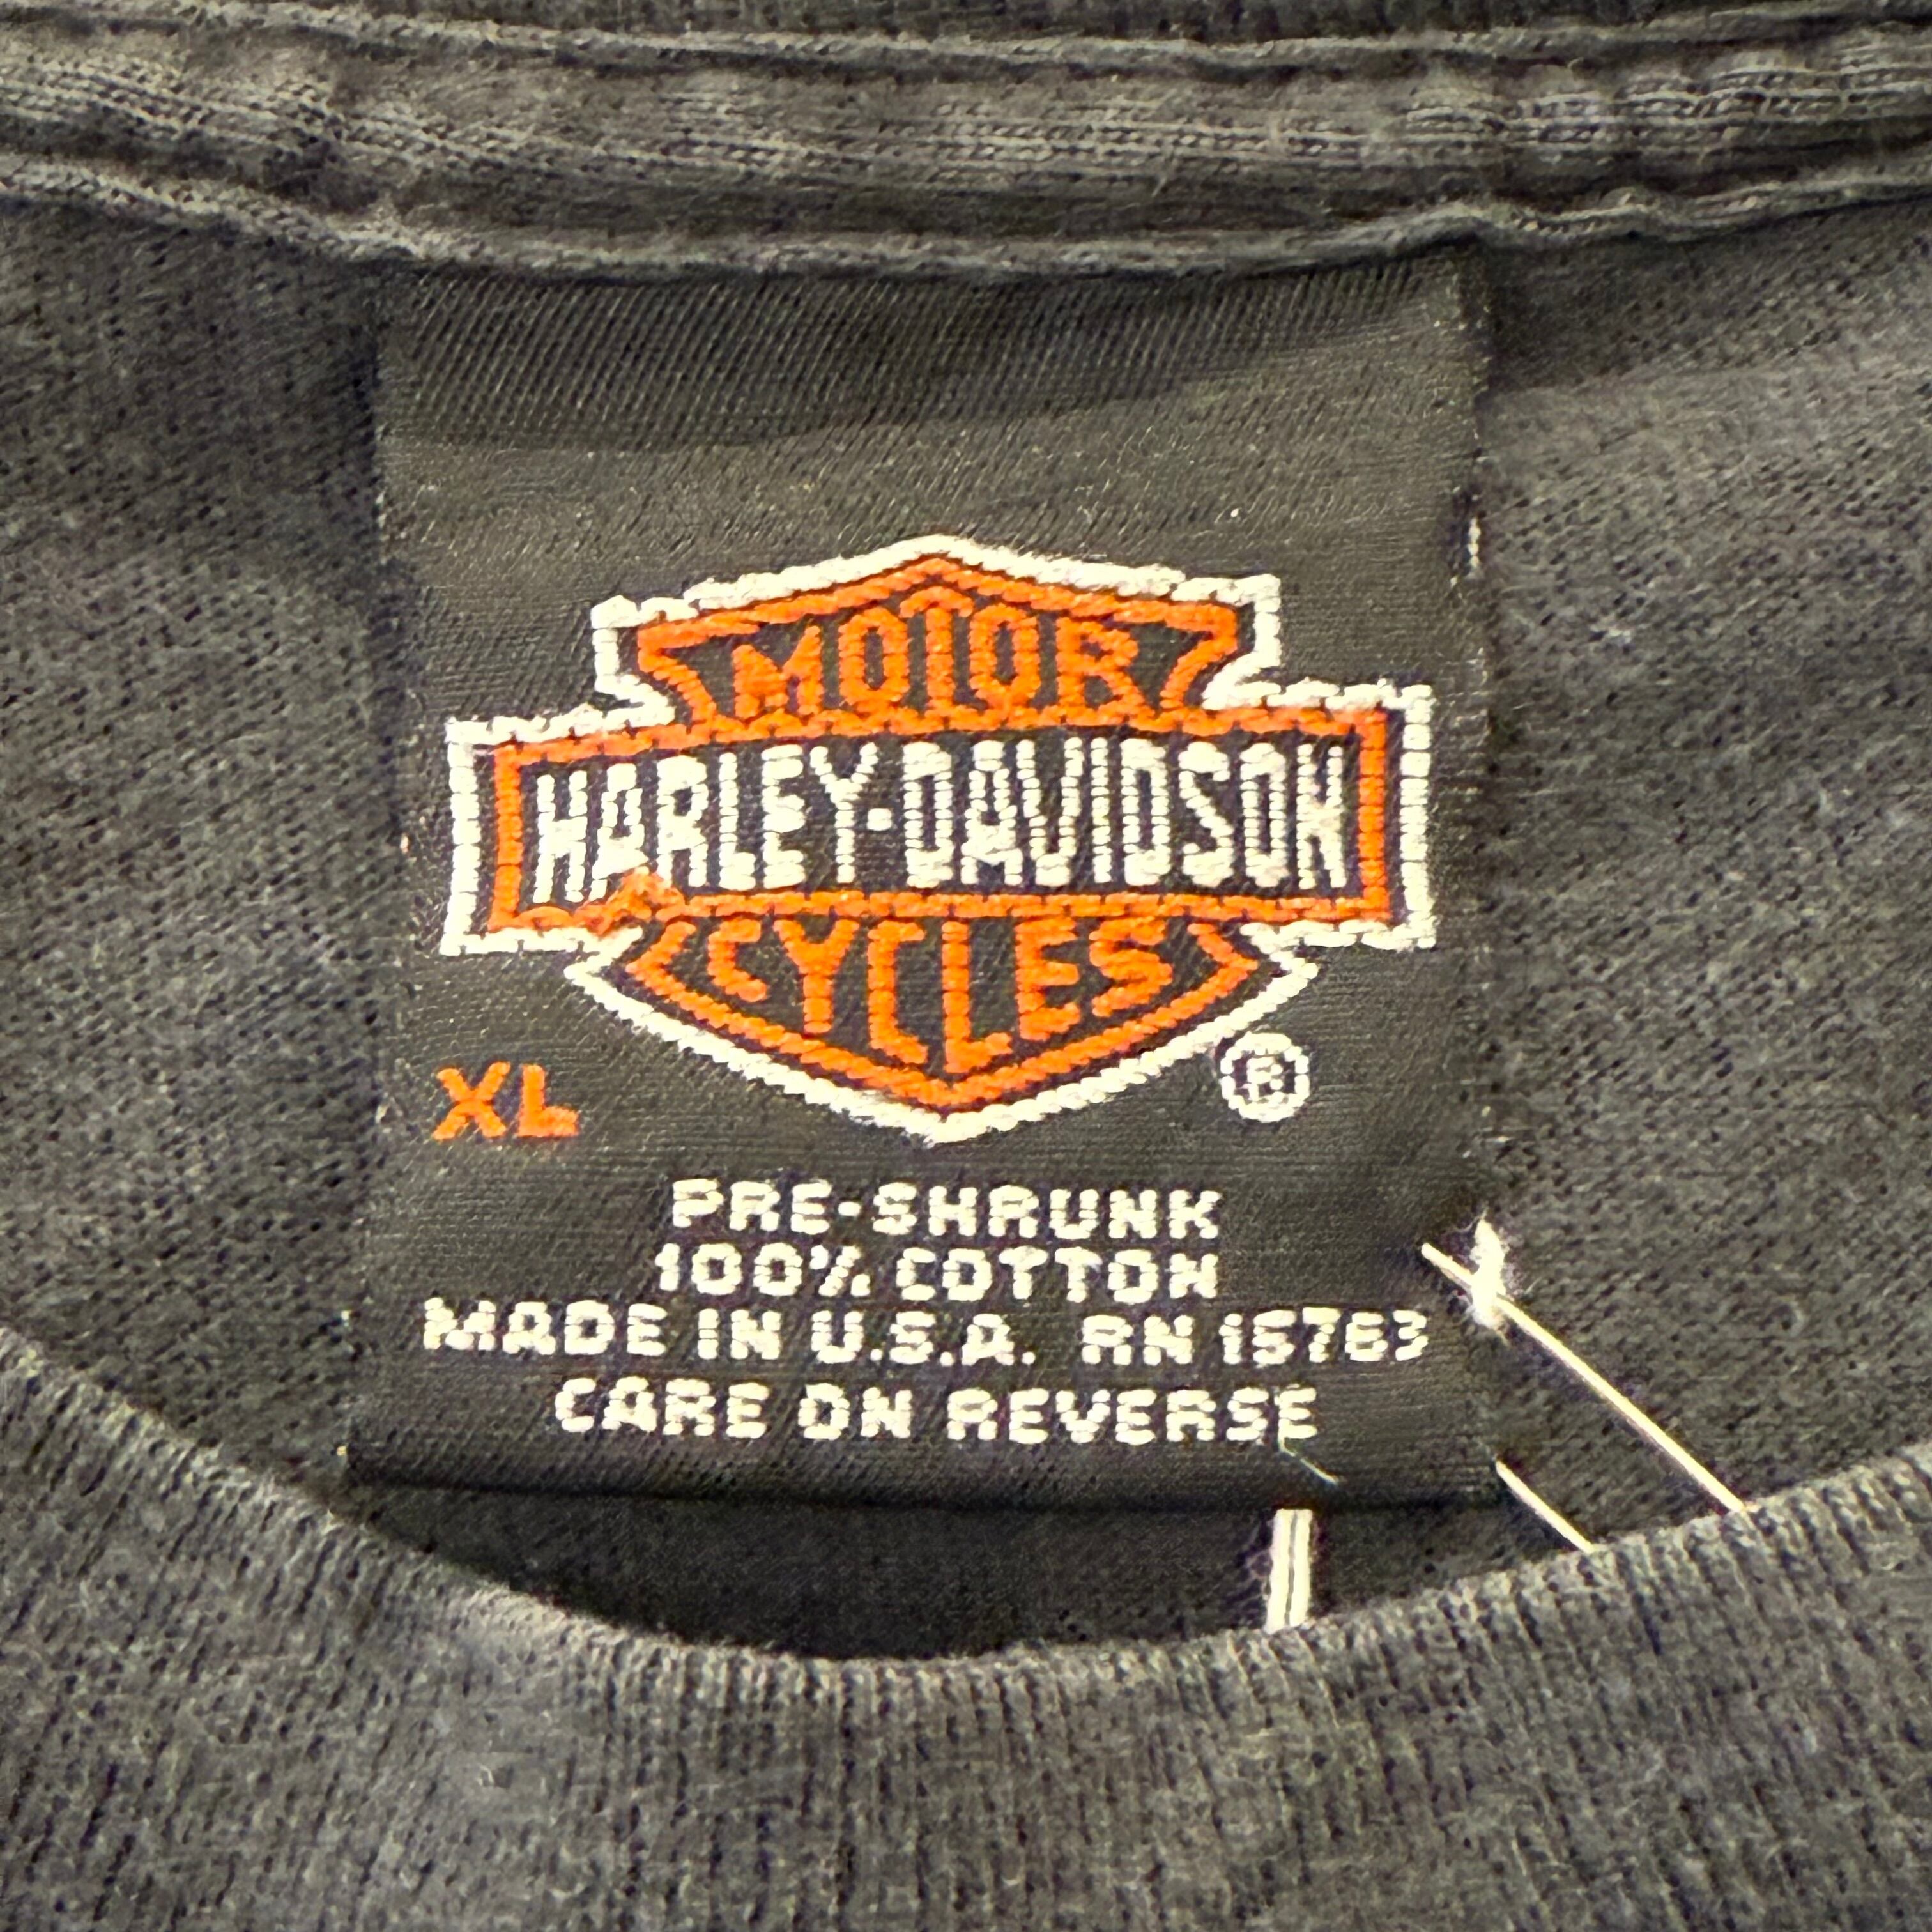 MOTOR
HARLEY-DAVIDSON
CYCLES
XL ®
PRE-SHRUNK
100% COTTON
MADE IN U.S.A. RN 15763
CARE ON REVERSE